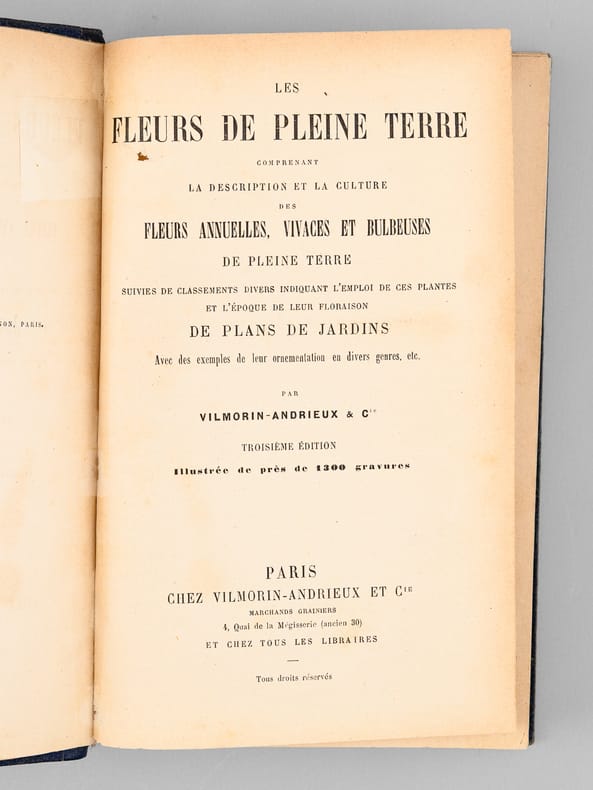 NON, PARIS.
LES
FLEURS DE PLEINE TERRE
COMPRENANT
LA DESCRIPTION ET LA CULTURE
DES
FLEURS ANNUELLES, VIVACES ET BULBEUSES
DE PLEINE TERRE
SUIVIES DE CLASSEMENTS DIVERS INDIQUANT L'EMPLOI DE CES PLANTES
ET L'ÉPOQUE DE LEUR FLORAISON
DE PLANS DE JARDINS
Avec des exemples de leur ornementation en divers genres, etc.
PAR
VILMORIN-ANDRIEUX & Cie
TROISIÈME ÉDITION
Illustrée de près de 1300 gravures
PARIS
CHEZ VILMORIN-ANDRIEUX ET CIE
MARCHANDS GRAINIERS
4, Quai de la Mégisserie (ancien 30)
ET CHEZ TOUS LES LIBRAIRES
Tous droits réservés